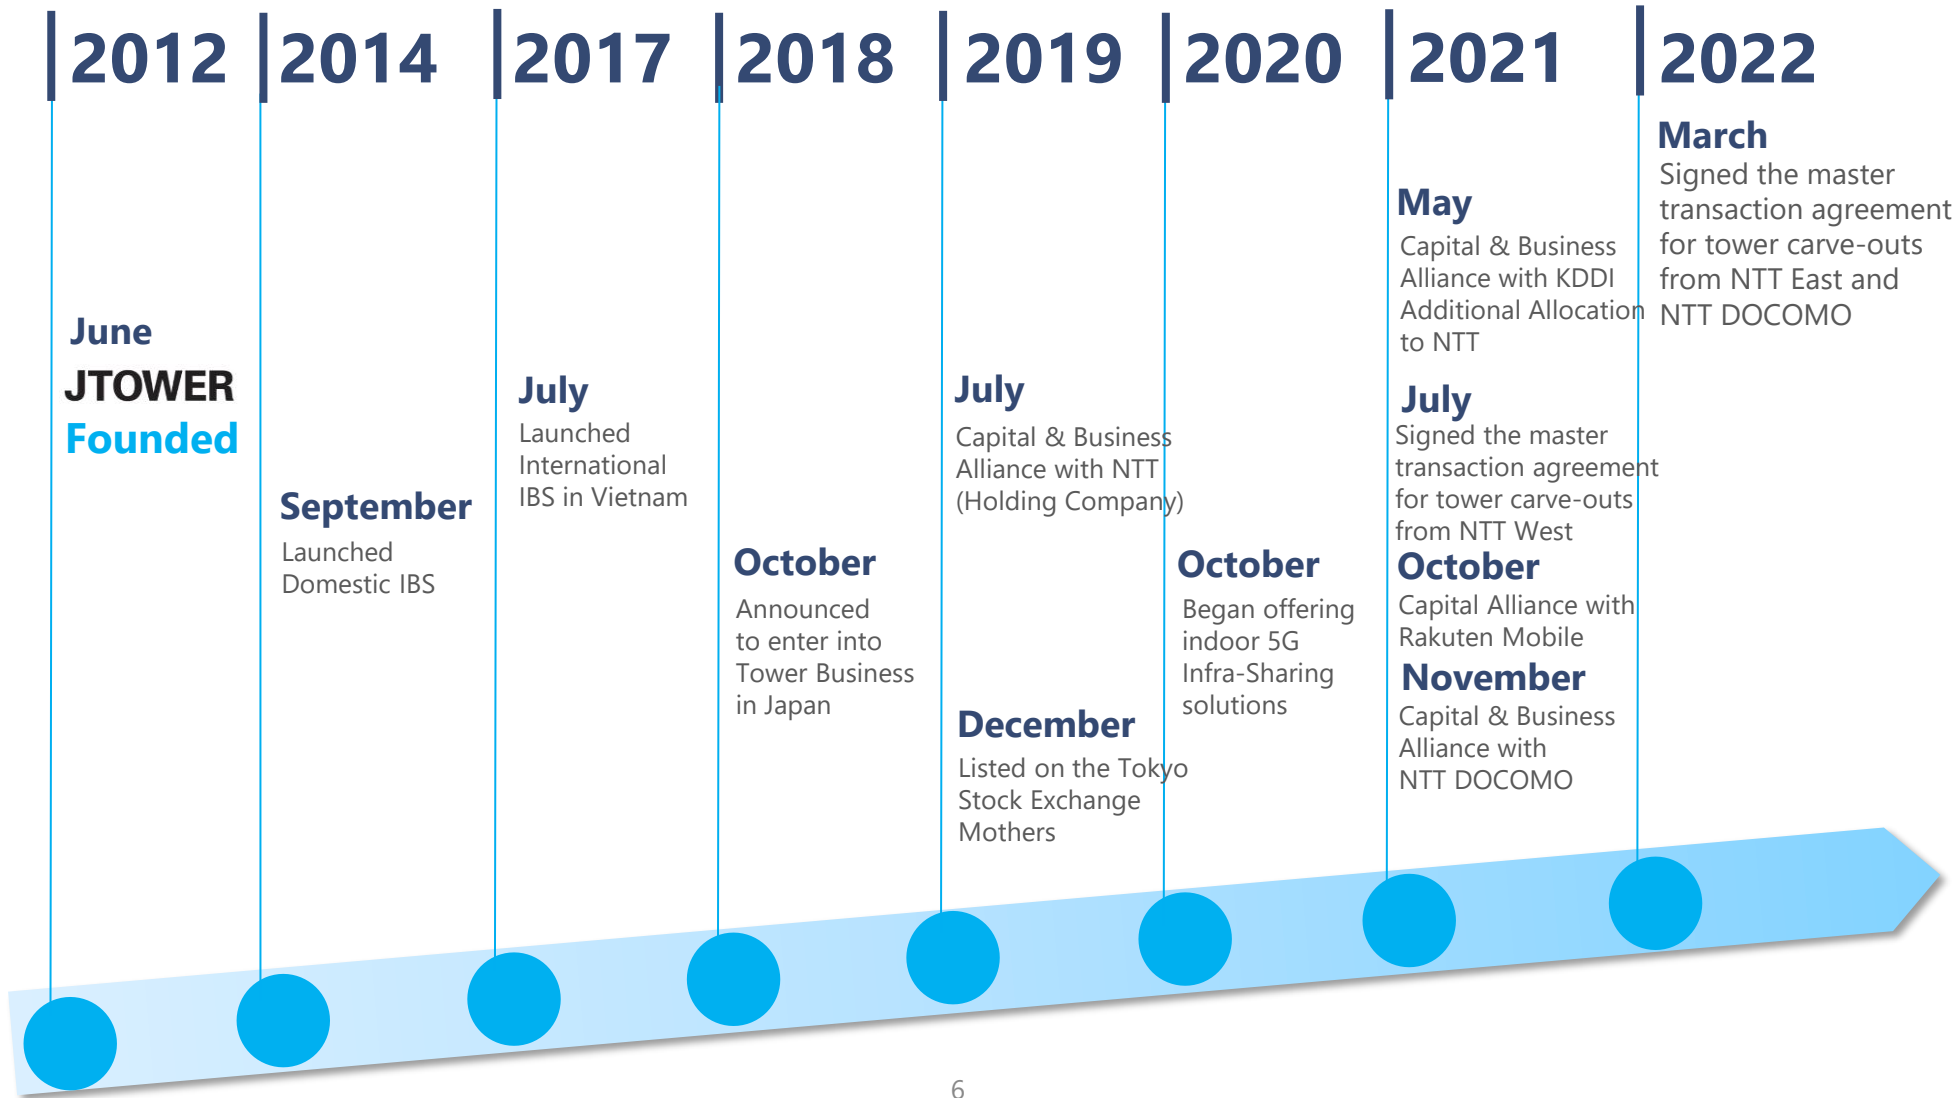 2012
June
JTOWER
Founded
2014
September
Launched
Domestic IBS
2017
July
Launched
International
IBS in Vietnam
2018
October
Announced
to enter into
Tower Business
in Japan
2019
July
Capital & Business
Alliance with NTT
(Holding Company)
December
Listed on the Tokyo
Stock Exchange
Mothers
2020
October
Began offering
indoor 5G
Infra-Sharing
solutions
2021
May
Capital & Business
Alliance with KDDI
Additional Allocation
to NTT
July
Signed the master
transaction agreement
for tower carve-outs
from NTT West
October
Capital Alliance with
Rakuten Mobile
November
Capital & Business
Alliance with
NTT DOCOMO
2022
March
Signed the master
transaction agreement
for tower carve-outs
from NTT East and
NTT DOCOMO
6